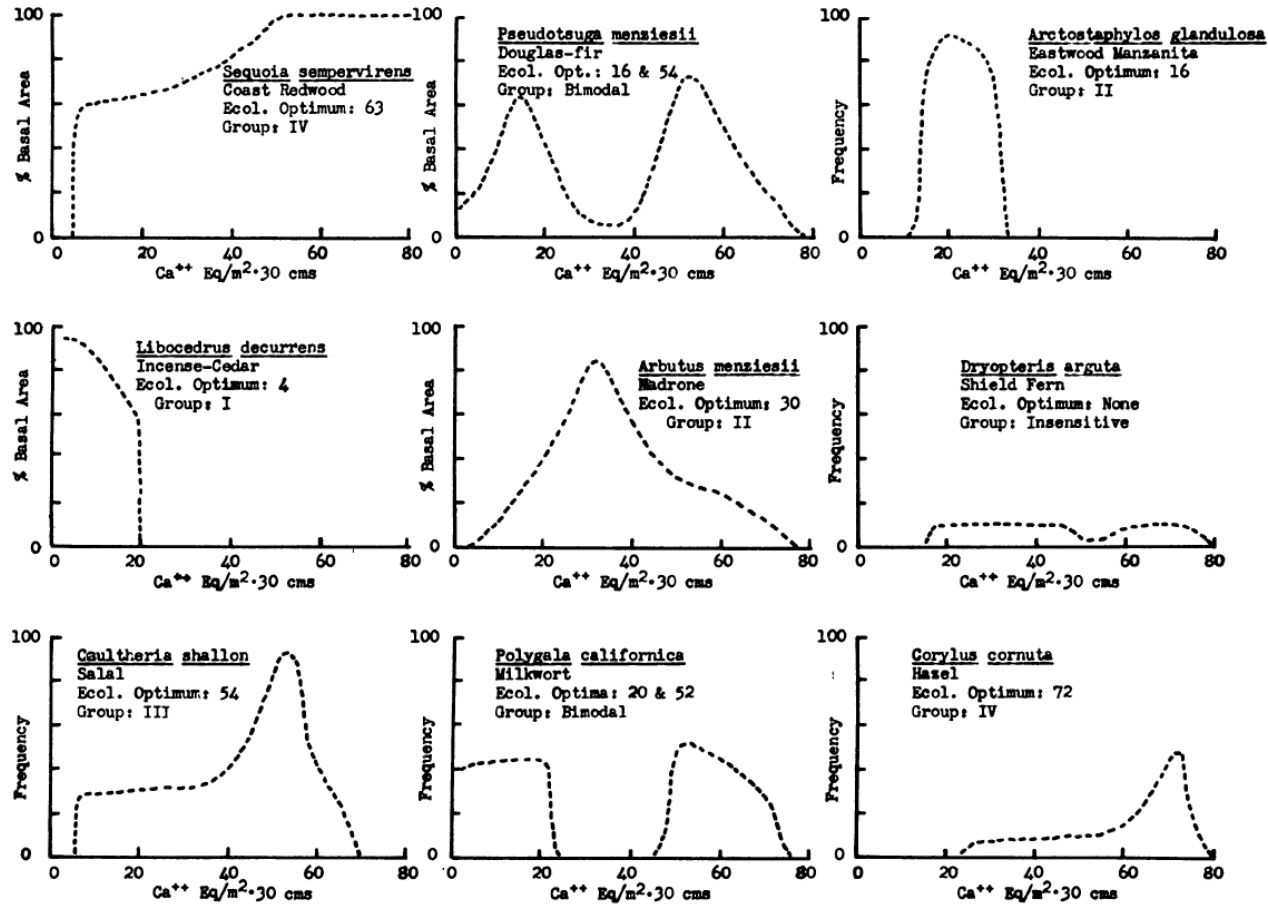 100
% Basal Area
0
Sequoia sempervirens
Coast Redwood
Ecol. Optimum: 63
Group: IV
20 40 60 80
Ca++ Eq/m2·30 cms
100
% Basal Area
0
Pseudotsuga menziesii
Douglas-fir
Ecol. Opt.: 16 & 54
Group: Bimodal
0 20 40 60 80
Ca++ Eq/m2·30 cms
100
Frequency
0
Arctostaphylos glandulosa
Eastwood Manzanita
Ecol Optimum: 16
Group: II
20 40 60 80
Ca++ Eq/m2·30 cms
100
% Basal Area
0
Libocedrus decurrens
Incense-Cedar
Ecol. Optimum: 4
Group: I
0 20 40 60 80
Ca++ Eq/m2·30 cms
100
% Basal Area
0
Arbutus menziesii
Madrone
Ecol. Optimum: 30
Group: II
0 20 40 60 80
Ca++ Eq/m2·30 cms
100
Frequency
0
Dryopteris arguta
Shield Fern
Ecol. Optimum: None
Group: Insensitive
0 20 40 60 80
Ca++ Eq/m2·30 cms
100
Frequency
0
Gaultheria shallon
Salal
Ecol. Optimum: 54
Group: III
0 20 40 60 80
Ca++ Eq/m2·30 cms
100
Frequency
0
Polygala californica
Milkwort
Ecol. Optima: 20 & 52
Group: Bimodal
0 20 40 60 80
Ca++ Eq/m2·30 cms
100
Frequency
0
Corylus cornuta
Hazel
Ecol. Optimum: 72
Group: IV
0 20 40 60 80
Ca++ Eq/m2·30 cms